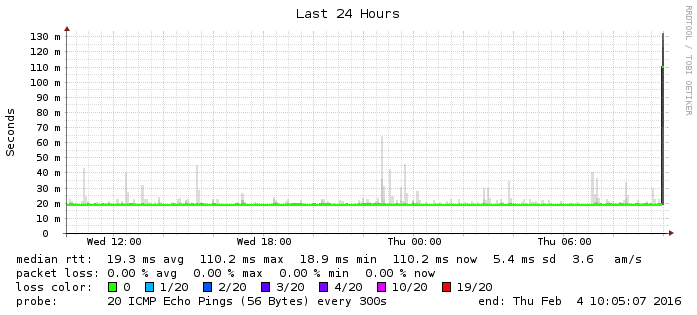 Last 24 Hours
RRDTOOL / TOBI OETIKER
Seconds
130 m
120 m
110 m
100 m
90 m
80 m
70 m
60 m
50 m
40 m
30 m
20 m
10 m
0
Wed 12:00 Wed 18:00 Thu 00:00 Thu 06:00
median rtt: 19.3 ms avg 110.2 ms max 18.9 ms min 110.2 ms now 5.4 ms sd 3.6 am/s
packet loss: 0.00 % avg 0.00 % max 0.00 % min 0.00 % now
loss color: 0 1/20 2/20 3/20 4/20 10/20 19/20
probe: 20 ICMP Echo Pings (56 Bytes) every 300s end: Thu Feb 4 10:05:07 2016